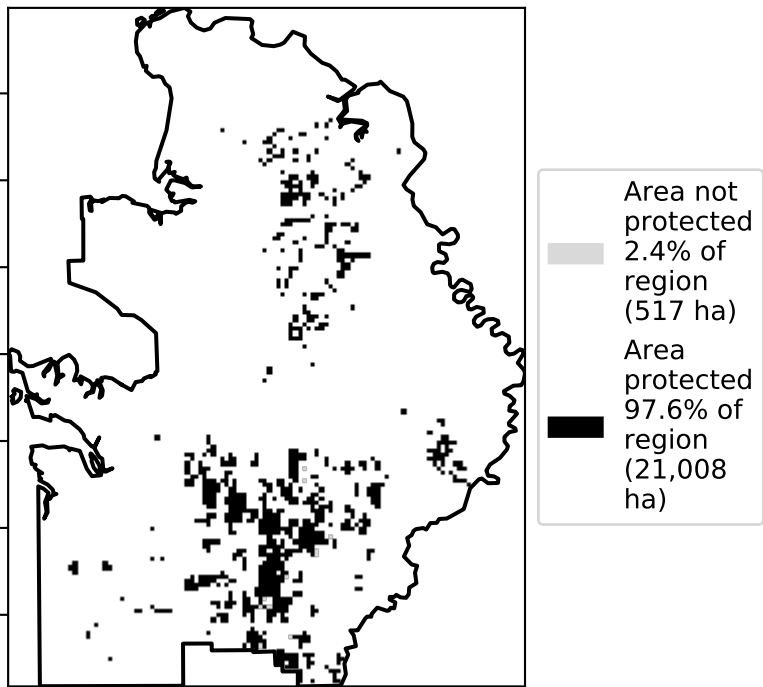 Area not
protected
2.4% of
region
(517 ha)
Area
protected
97.6% of
region
(21,008
ha)